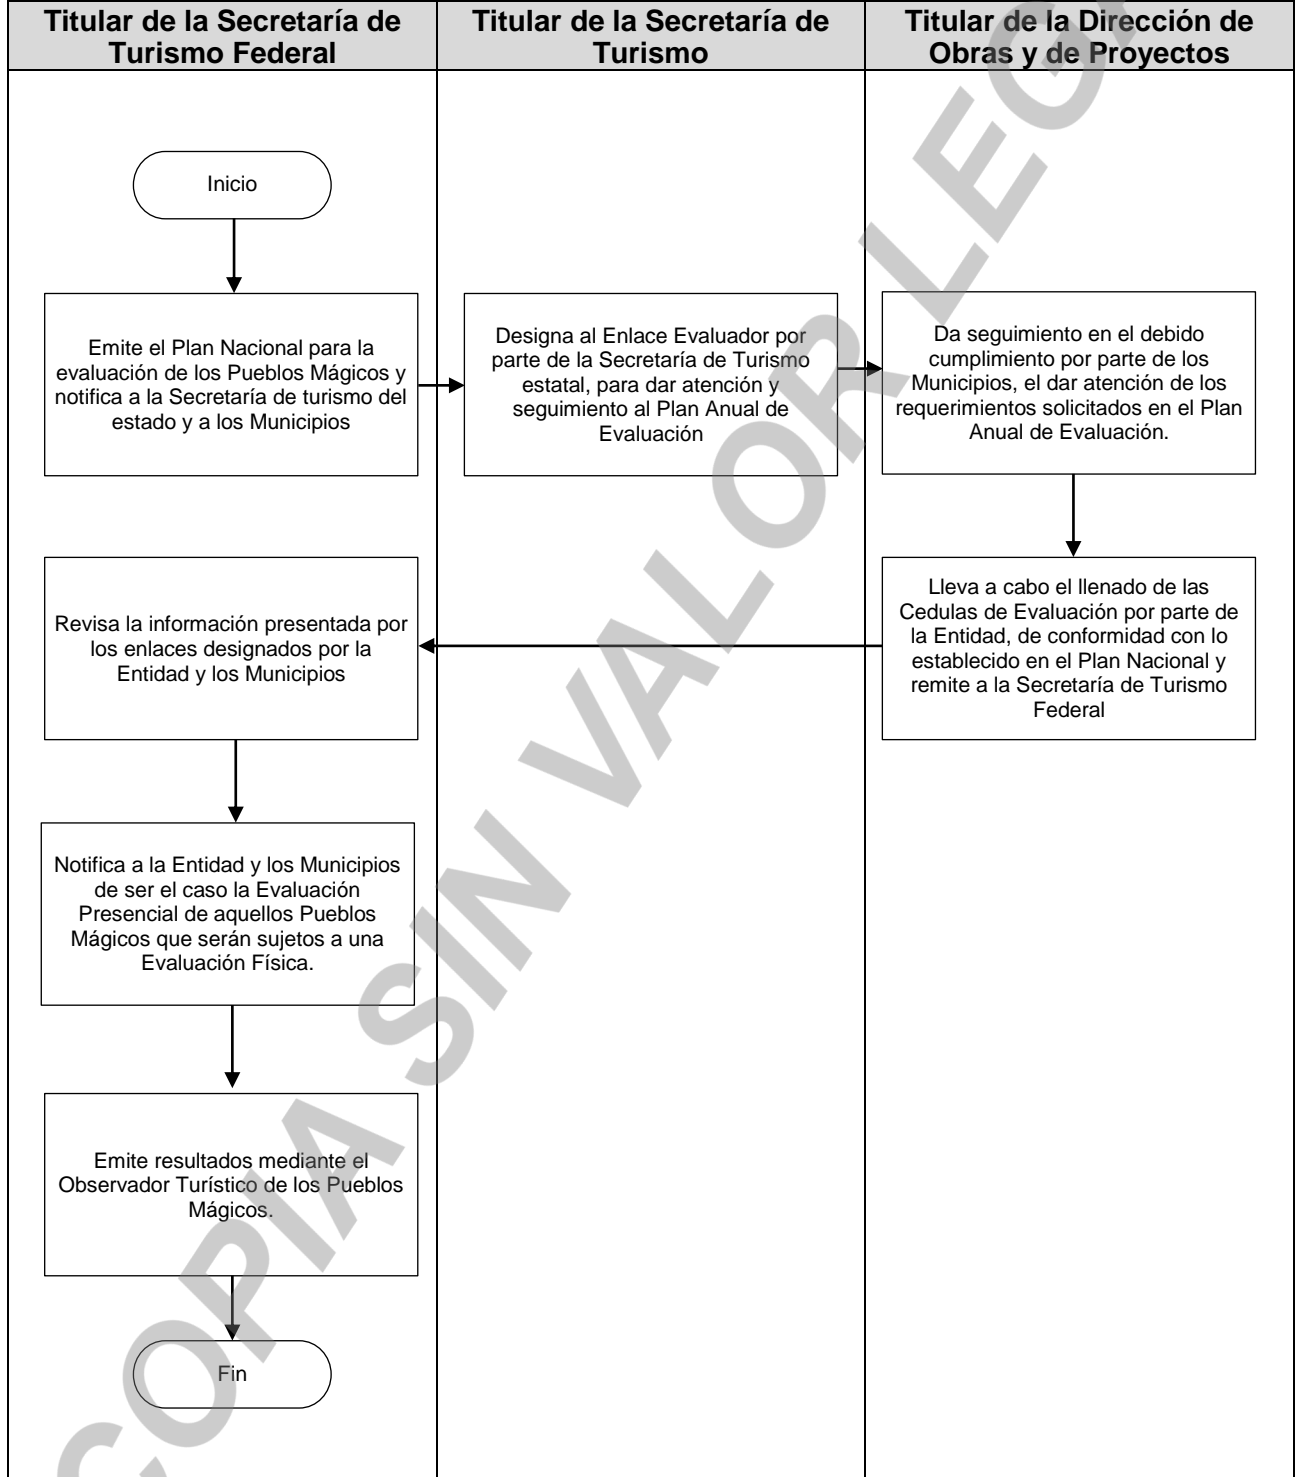 Titular de la Secretaría de
Turismo Federal
Titular de la Secretaría de
Turismo
Titular de la Dirección de
Obras y de Proyectos
Inicio
Emite el Plan Nacional para la
evaluación de los Pueblos Mágicos y
notifica a la Secretaría de turismo del
estado y a los Municipios
Designa al Enlace Evaluador por
parte de la Secretaría de Turismo
estatal, para dar atención y
seguimiento al Plan Anual de
Evaluación
Da seguimiento en el debido
cumplimiento por parte de los
Municipios, el dar atención de los
requerimientos solicitados en el Plan
Anual de Evaluación.
Lleva a cabo el llenado de las
Cedulas de Evaluación por parte de
la Entidad, de conformidad con lo
establecido en el Plan Nacional y
remite a la Secretaría de Turismo
Federal
Revisa la información presentada por
los enlaces designados por la
Entidad y los Municipios
Notifica a la Entidad y los Municipios
de ser el caso la Evaluación
Presencial de aquellos Pueblos
Mágicos que serán sujetos a una
Evaluación Física.
Emite resultados mediante el
Observador Turístico de los Pueblos
Mágicos.
Fin
COPIA SIN VALOR LEGA